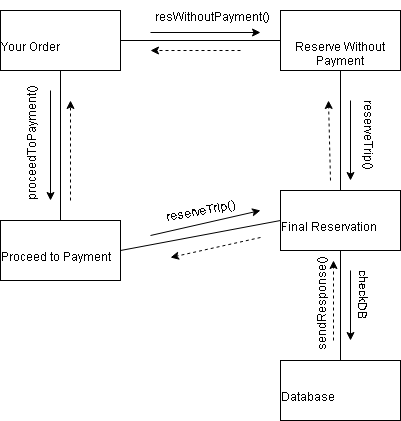 resWithoutPayment()
Your Order
Reserve Without
Payment
proceedToPayment()
reserveTrip()
reserveTrip()
Final Reservation
Proceed to Payment
sendResponse()
checkDB
Database